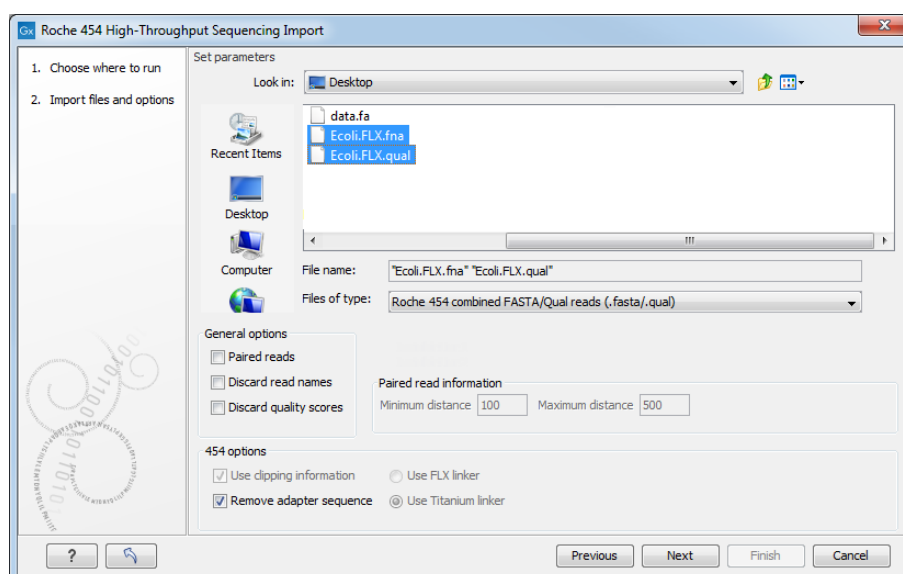 Gx Roche 454 High-Throughput Sequencing Import
1. Choose where to run
2. Import files and options
Set parameters
Look in: Desktop
Recent Items
Desktop
Computer
data.fa
Ecoli.FLX.fna
Ecoli.FLX.qual
File name: "Ecoli.FLX.fna" "Ecoli.FLX.qual"
Files of type: Roche 454 combined FASTA/Qual reads (.fasta/.qual)
General options
Paired reads
Discard read names
Discard quality scores
Paired read information
Minimum distance 100 Maximum distance 500
454 options
Use clipping information Use FLX linker
Remove adapter sequence Use Titanium linker
? Previous Next Finish Cancel